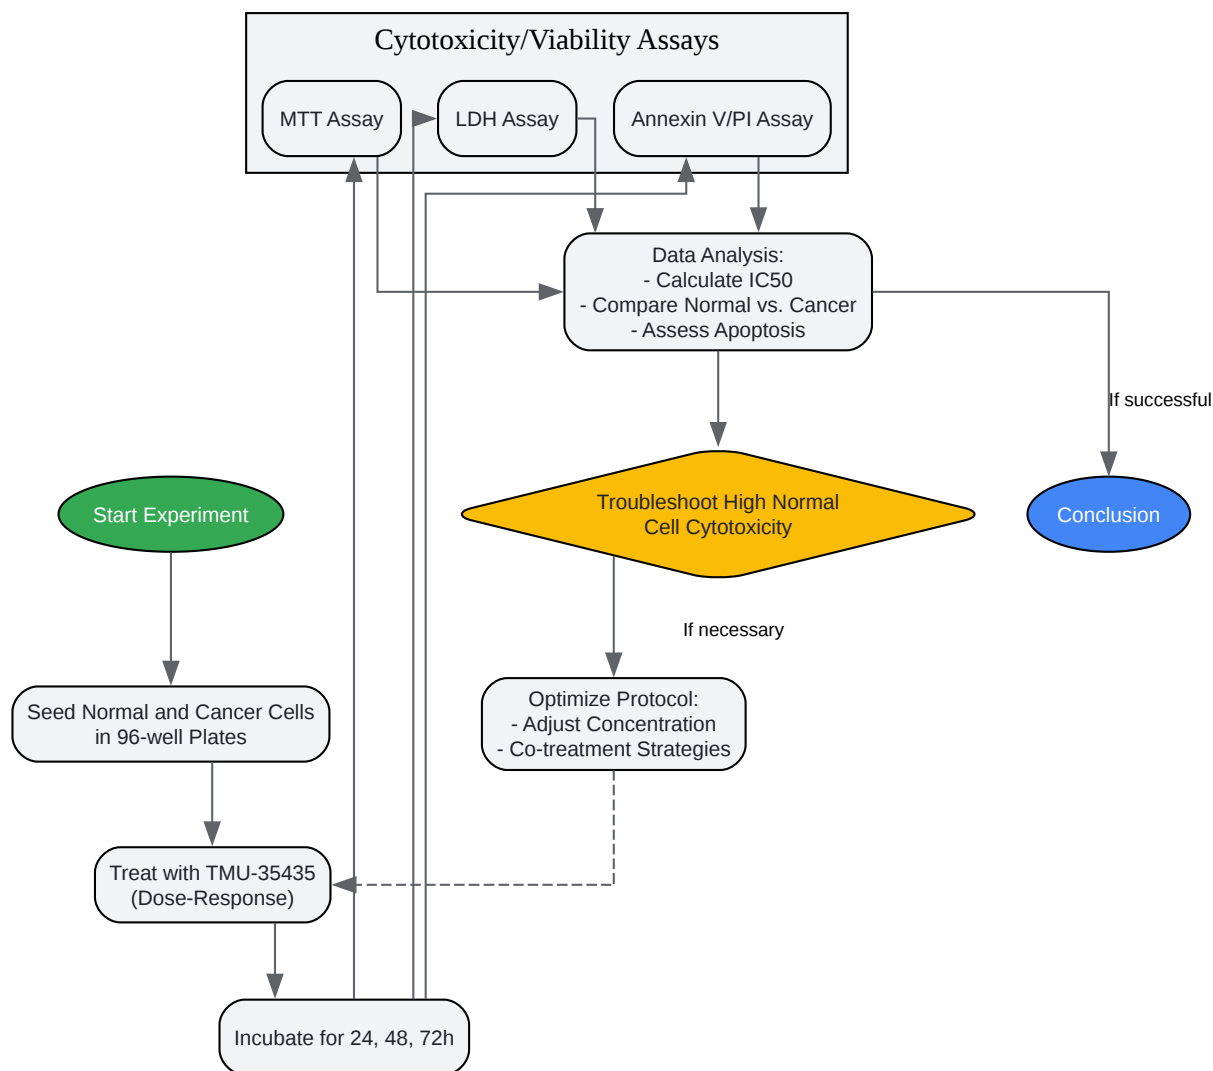 Cytotoxicity/Viability Assays
MTT Assay
LDH Assay
Annexin V/PI Assay
Data Analysis:
- Calculate IC50
- Compare Normal vs. Cancer
- Assess Apoptosis
If successful
Start Experiment
Troubleshoot High Normal
Cell Cytotoxicity
Conclusion
If necessary
Seed Normal and Cancer Cells
in 96-well Plates
Optimize Protocol:
- Adjust Concentration
- Co-treatment Strategies
Treat with TMU-35435
(Dose-Response)
Incubate for 24, 48, 72h